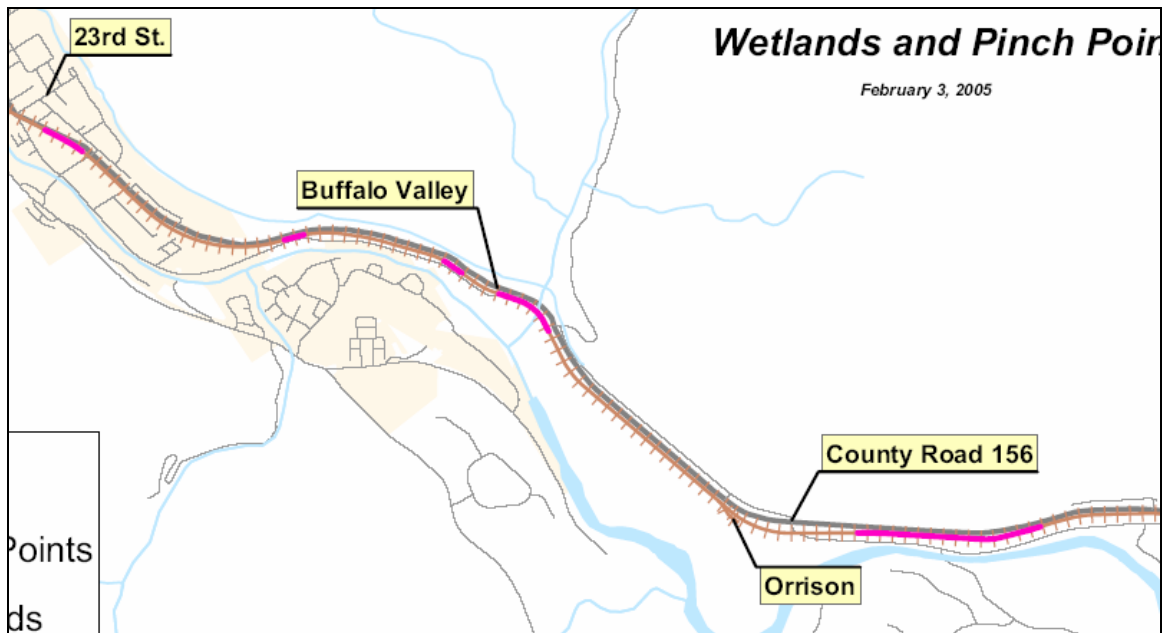 23rd St.
Wetlands and Pinch Poin
February 3, 2005
Buffalo Valley
County Road 156
Points
Orrison
ds